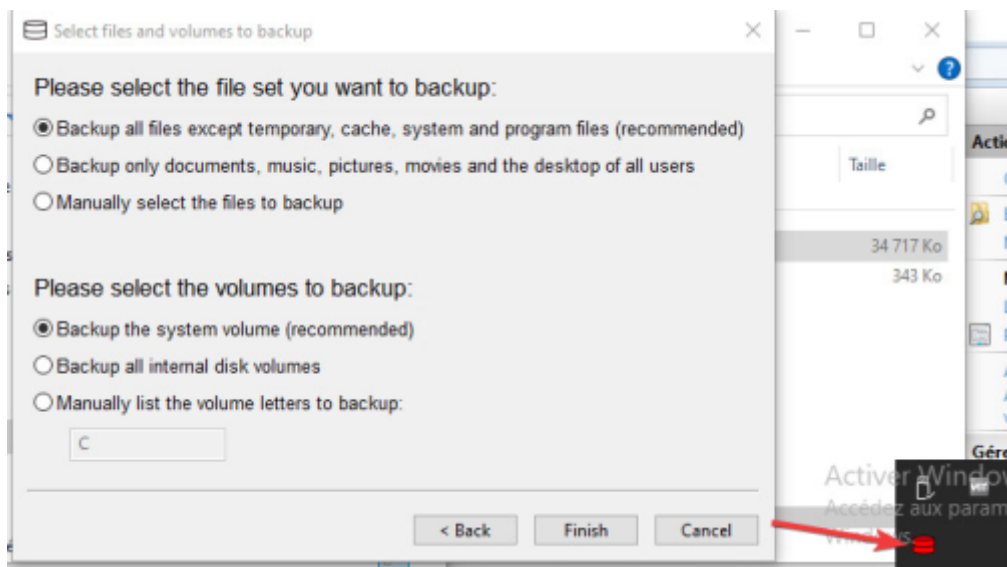 Select files and volumes to backup
Please select the file set you want to backup:
Backup all files except temporary, cache, system and program files (recommended)
Backup only documents, music, pictures, movies and the desktop of all users
Manually select the files to backup
Please select the volumes to backup:
Backup the system volume (recommended)
Backup all internal disk volumes
Manually list the volume letters to backup:
C
< Back Finish Cancel
?
Taille
34 717 Ko
343 Ko
Acti
Gére
Activer Windov
Accédez aux param
Windows.